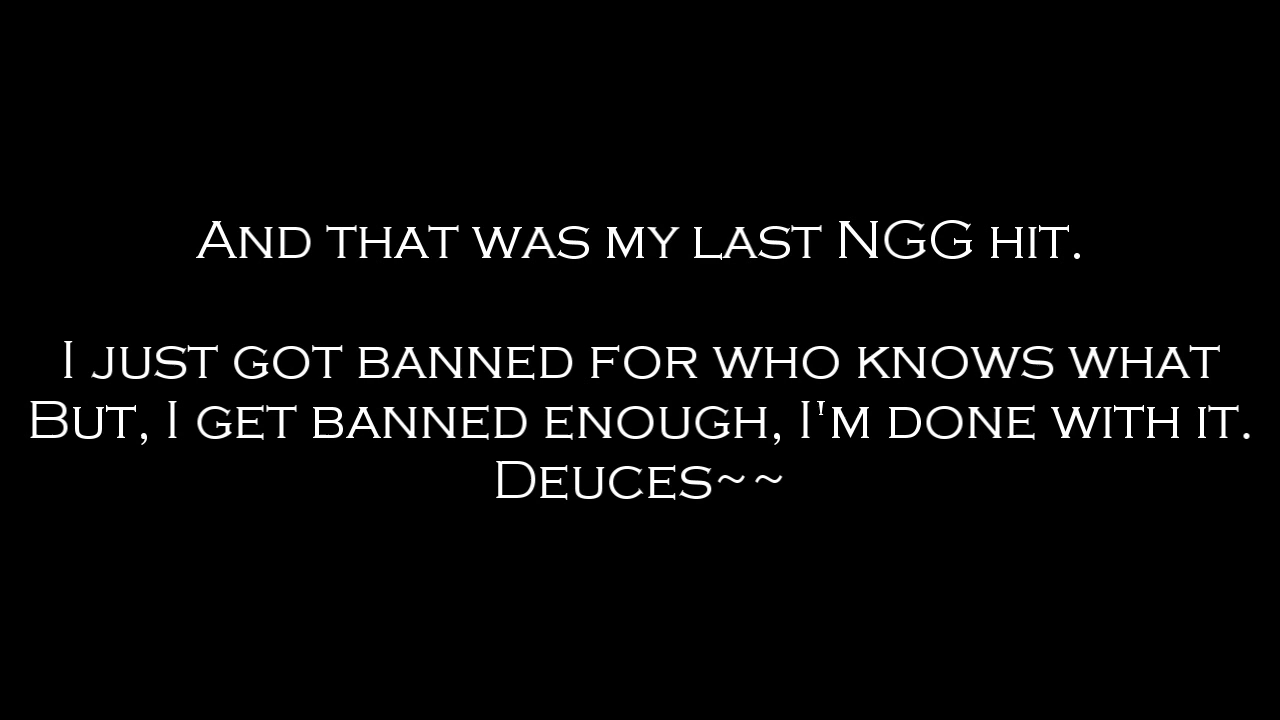 And that was my last NGG hit.
I just got banned for who knows what
But, I get banned enough, I'm done with it.
Deuces~~